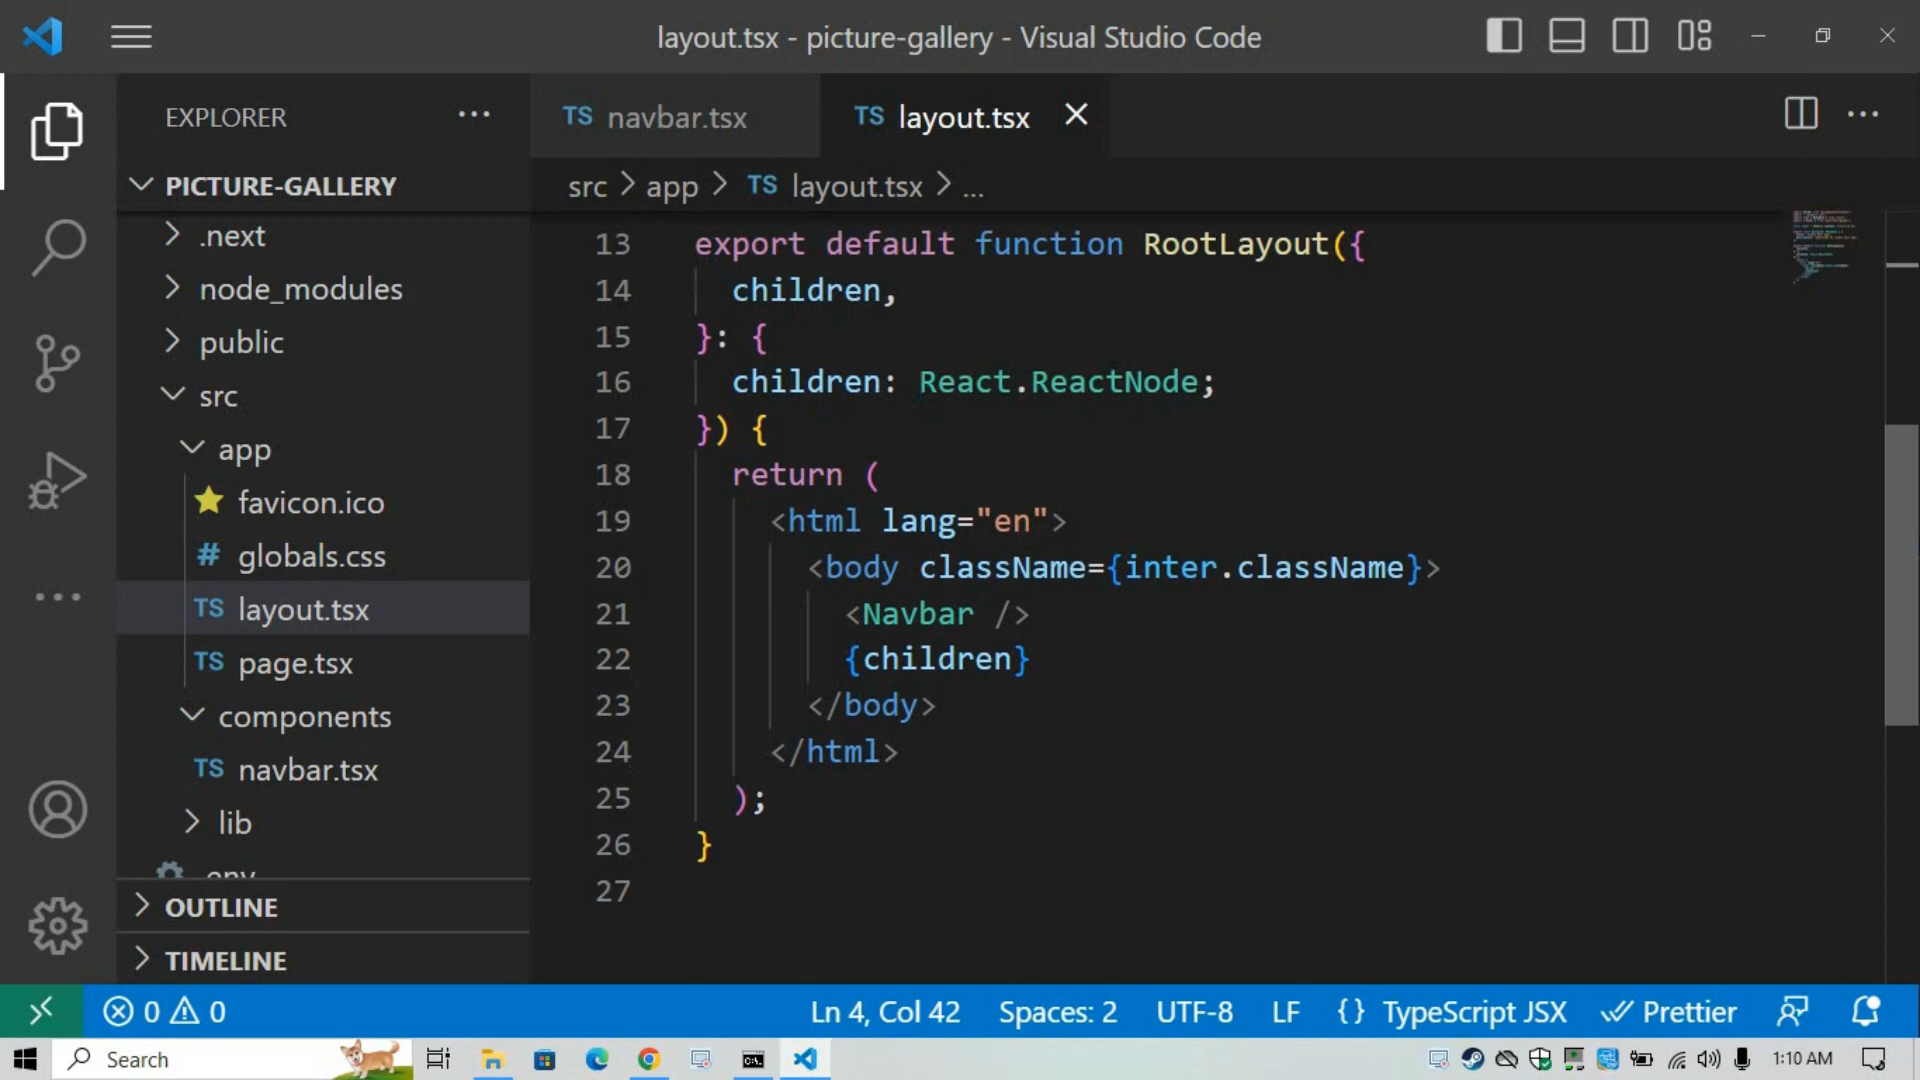 layout.tsx - picture-gallery - Visual Studio Code
EXPLORER
PICTURE-GALLERY
.next
node_modules
public
src
app
favicon.ico
# globals.css
TS layout.tsx
TS page.tsx
components
TS navbar.tsx
lib
.env
OUTLINE
TIMELINE
TS navbar.tsx
TS layout.tsx
src > app > TS layout.tsx > ...
13 export default function RootLayout({
14 children,
15 }: {
16 children: React.ReactNode;
17 }) {
18 return (
19 <html lang="en">
20 <body className={inter.className}>
21 <Navbar />
22 {children}
23 </body>
24 </html>
25 );
26 }
27
0 0
Ln 4, Col 42 Spaces: 2 UTF-8 LF {} TypeScript JSX Prettier
Search
1:10 AM